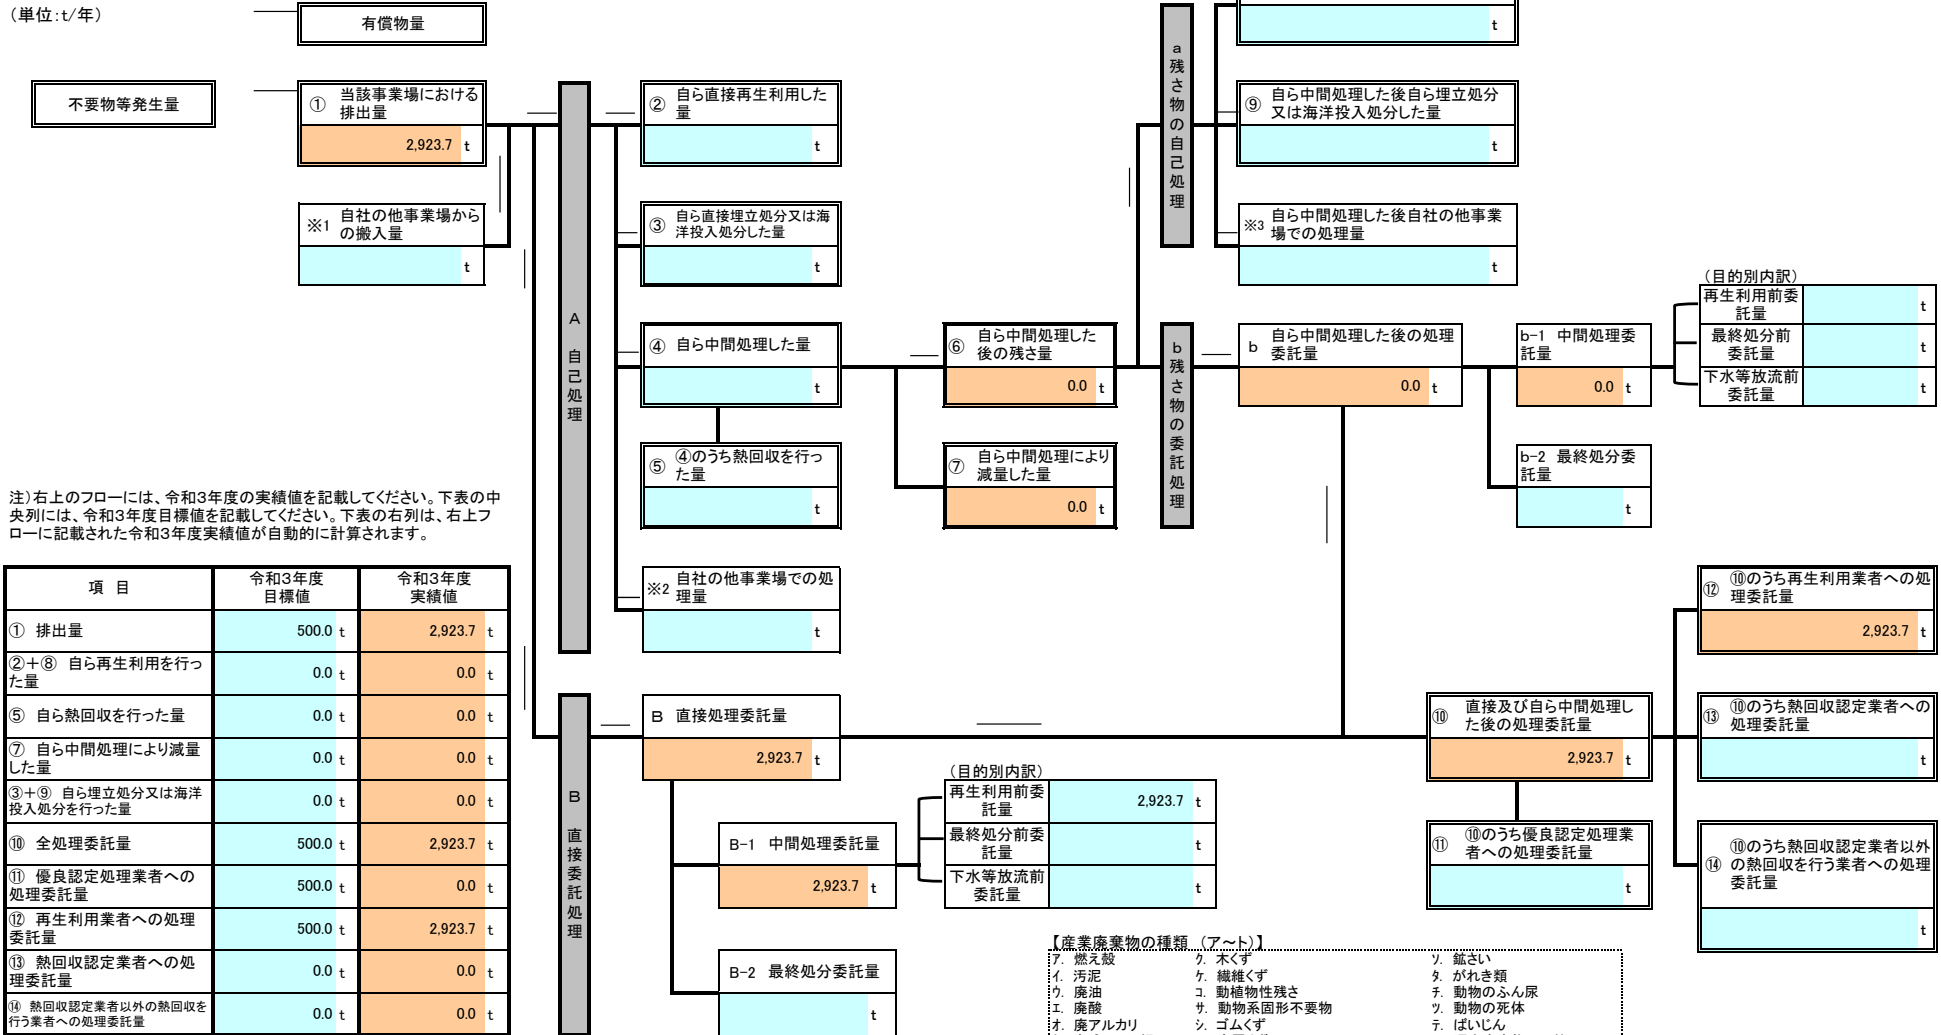 (単位:t/年)
有償物量
不要物等発生量
① 当該事業場における
排出量
2,923.7 t
※1 自社の他事業場から
の搬入量
t
A 自己処理
② 自ら直接再生利用した
量
t
③ 自ら直接埋立処分又は海
洋投入処分した量
t
④ 自ら中間処理した量
t
⑤ ④のうち熱回収を行っ
た量
t
※2 自社の他事業場での処
理量
t
⑥ 自ら中間処理した
後の残さ量
0.0 t
⑦ 自ら中間処理により
減量した量
0.0 t
a 残さ物の自己処理
t
⑨ 自ら中間処理した後自ら埋立処分
又は海洋投入処分した量
t
※3 自ら中間処理した後自社の他事業
場での処理量
t
b 残さ物の委託処理
b 自ら中間処理した後の処理
委託量
0.0 t
b-1 中間処理委
託量
0.0 t
b-2 最終処分委
託量
t
(目的別内訳)
再生利用前委
託量
t
最終処分前
委託量
t
下水等放流前
委託量
t
注)右上のフローには、令和3年度の実績値を記載してください。下表の中
央列には、令和3年度目標値を記載してください。下表の右列は、右上フ
ローに記載された令和3年度実績値が自動的に計算されます。
項 目 令和3年度
目標値 令和3年度
実績値
① 排出量 500.0 t 2,923.7 t
②+⑧ 自ら再生利用を行っ
た量 0.0 t 0.0 t
⑤ 自ら熱回収を行った量 0.0 t 0.0 t
⑦ 自ら中間処理により減量
した量 0.0 t 0.0 t
③+⑨ 自ら埋立処分又は海洋
投入処分を行った量 0.0 t 0.0 t
⑩ 全処理委託量 500.0 t 2,923.7 t
⑪ 優良認定処理業者への
処理委託量 500.0 t 0.0 t
⑫ 再生利用業者への処理
委託量 500.0 t 2,923.7 t
⑬ 熱回収認定業者への処
理委託量 0.0 t 0.0 t
⑭ 熱回収認定業者以外の熱回収を
行う業者への処理委託量 0.0 t 0.0 t
B 直接委託処理
B 直接処理委託量
2,923.7 t
B-1 中間処理委託量
2,923.7 t
B-2 最終処分委託量
t
(目的別内訳)
再生利用前委
託量
2,923.7 t
最終処分前委
託量
t
下水等放流前
委託量
t
⑩ 直接及び自ら中間処理し
た後の処理委託量
2,923.7 t
⑪ ⑩のうち優良認定処理業
者への処理委託量
t
⑫ ⑩のうち再生利用業者への処
理委託量
2,923.7 t
⑬ ⑩のうち熱回収認定業者への
処理委託量
t
⑭ ⑩のうち熱回収認定業者以外
の熱回収を行う業者への処理
委託量
t
【産業廃棄物の種類 (ア~ト)】
ア. 燃え殻 ク. 木くず ソ. 鉱さい
イ. 汚泥 ケ. 繊維くず タ. がれき類
ウ. 廃油 コ. 動植物性残さ チ. 動物のふん尿
エ. 廃酸 サ. 動物系固形不要物 ツ. 動物の死体
オ. 廃アルカリ シ. ゴムくず テ. ばいじん